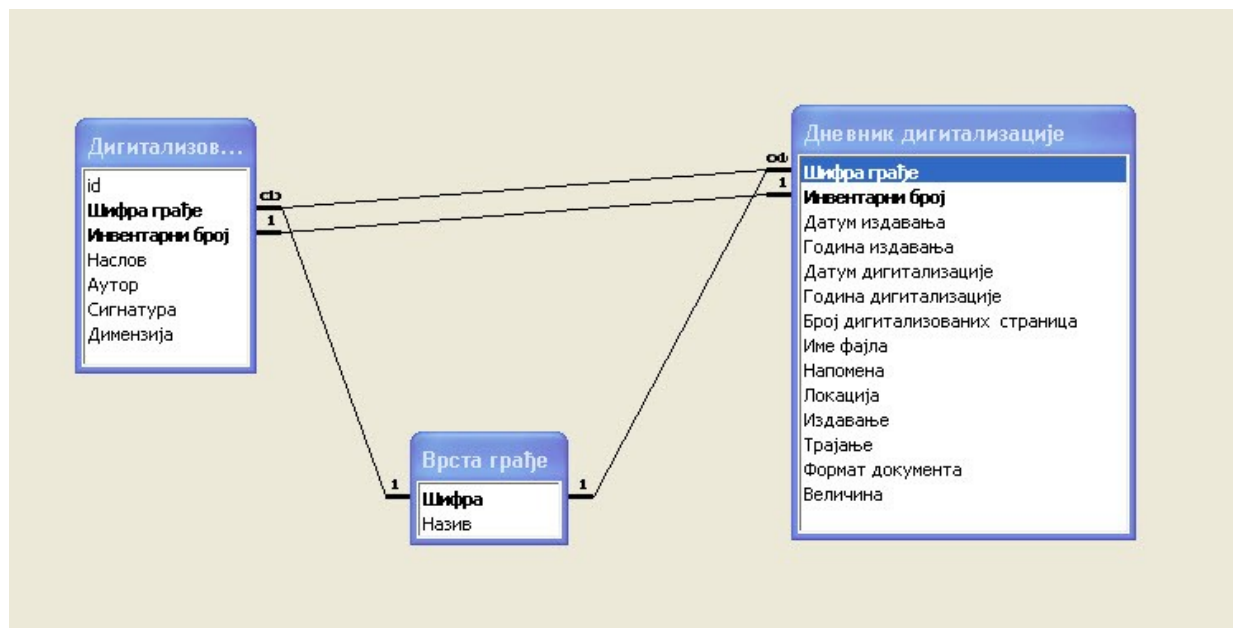 Дигитализов...
id
Шифра грађе
Инвентарни број
Наслов
Аутор
Сигнатура
Димензија
1
Дневник дигитализације
Шифра грађе
Инвентарни број
Датум издавања
Година издавања
Датум дигитализације
Година дигитализације
Број дигитализованих страница
Име фајла
Напомена
Локација
Издавање
Трајање
Формат документа
Величина
1
Врста грађе
Шифра
Назив
1
1